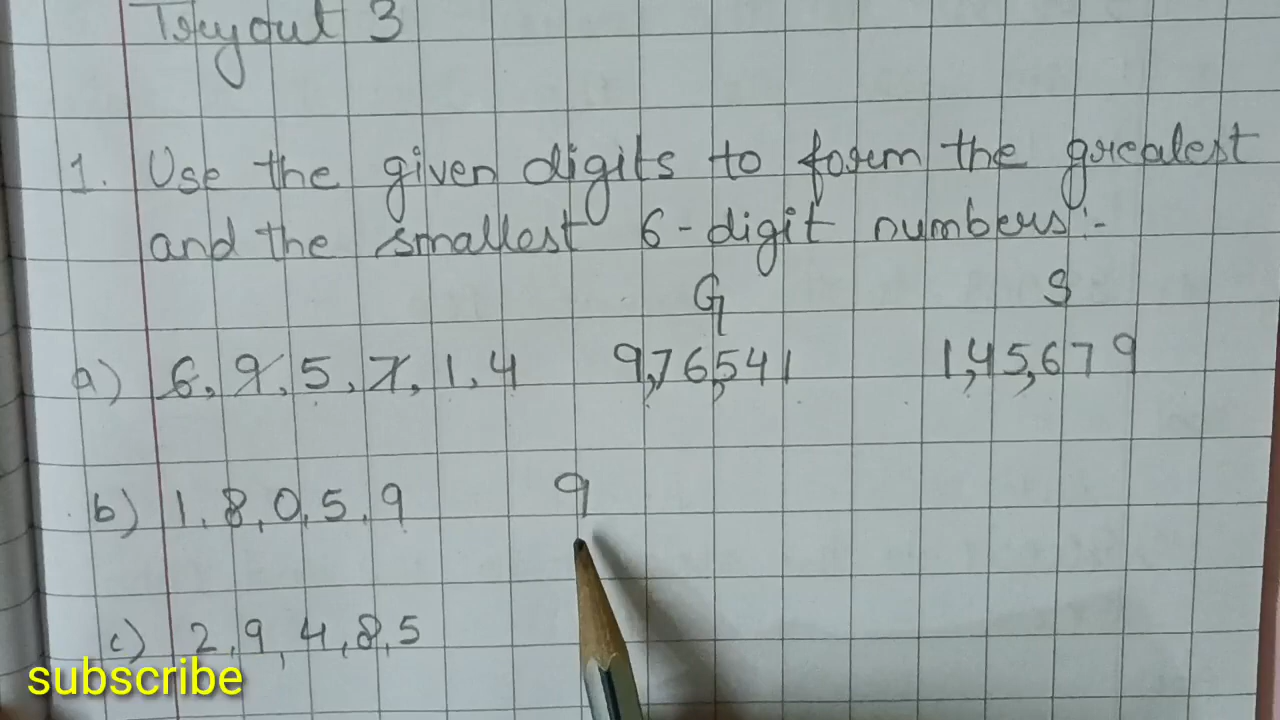 Tryout 3
1. Use the given digits to form the greatest
and the smallest 6-digit numbers:-
G S
a) 6, 9, 5, 7, 1, 4 9,76,541 1,45,679
b) 1, 8, 0, 5, 9 9
c) 2, 9, 4, 8, 5
subscribe